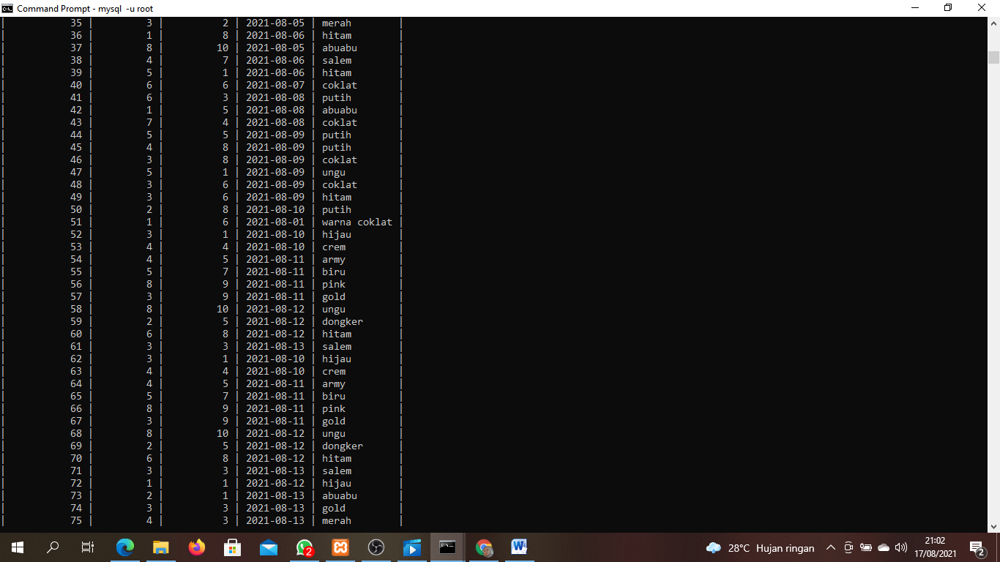 Command Prompt - mysql -u root
| 35 | 3 | 2 | 2021-08-05 | merah |
| 36 | 1 | 8 | 2021-08-06 | hitam |
| 37 | 8 | 10 | 2021-08-05 | abuabu |
| 38 | 4 | 7 | 2021-08-06 | salem |
| 39 | 5 | 1 | 2021-08-06 | hitam |
| 40 | 6 | 6 | 2021-08-07 | coklat |
| 41 | 6 | 3 | 2021-08-08 | putih |
| 42 | 1 | 5 | 2021-08-08 | abuabu |
| 43 | 7 | 4 | 2021-08-08 | coklat |
| 44 | 5 | 5 | 2021-08-09 | putih |
| 45 | 4 | 8 | 2021-08-09 | putih |
| 46 | 3 | 8 | 2021-08-09 | coklat |
| 47 | 5 | 1 | 2021-08-09 | ungu |
| 48 | 3 | 6 | 2021-08-09 | coklat |
| 49 | 3 | 6 | 2021-08-09 | hitam |
| 50 | 2 | 8 | 2021-08-10 | putih |
| 51 | 1 | 6 | 2021-08-01 | warna coklat |
| 52 | 3 | 1 | 2021-08-10 | hijau |
| 53 | 4 | 4 | 2021-08-10 | crem |
| 54 | 4 | 5 | 2021-08-11 | army |
| 55 | 5 | 7 | 2021-08-11 | biru |
| 56 | 8 | 9 | 2021-08-11 | pink |
| 57 | 3 | 9 | 2021-08-11 | gold |
| 58 | 8 | 10 | 2021-08-12 | ungu |
| 59 | 2 | 5 | 2021-08-12 | dongker |
| 60 | 6 | 8 | 2021-08-12 | hitam |
| 61 | 3 | 3 | 2021-08-13 | salem |
| 62 | 3 | 1 | 2021-08-10 | hijau |
| 63 | 4 | 4 | 2021-08-10 | crem |
| 64 | 4 | 5 | 2021-08-11 | army |
| 65 | 5 | 7 | 2021-08-11 | biru |
| 66 | 8 | 9 | 2021-08-11 | pink |
| 67 | 3 | 9 | 2021-08-11 | gold |
| 68 | 8 | 10 | 2021-08-12 | ungu |
| 69 | 2 | 5 | 2021-08-12 | dongker |
| 70 | 6 | 8 | 2021-08-12 | hitam |
| 71 | 3 | 3 | 2021-08-13 | salem |
| 72 | 1 | 1 | 2021-08-12 | hijau |
| 73 | 2 | 1 | 2021-08-13 | abuabu |
| 74 | 3 | 3 | 2021-08-13 | gold |
| 75 | 4 | 3 | 2021-08-13 | merah |
2
28°C Hujan ringan
21:02
17/08/2021
2